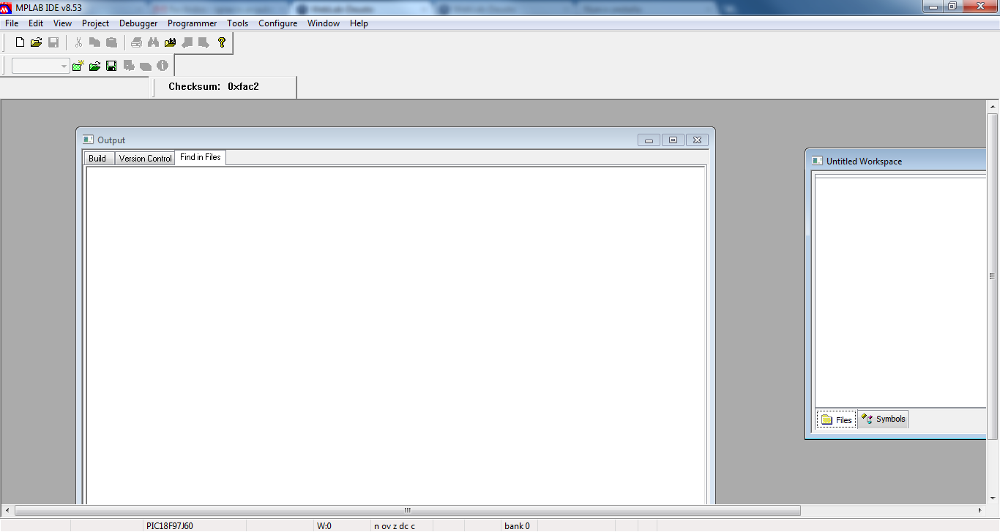 MPLAB IDE v8.53
File Edit View Project Debugger Programmer Tools Configure Window Help
Checksum: 0xfac2
Output
Build Version Control Find in Files
Untitled Workspace
Files Symbols
PIC18F97J60 W:0 n ov z dc c bank 0